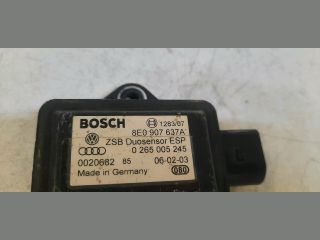 BOSCH 1283/07
8E0 907 637A
ZSB Duosensor ESP
0 265 005 245
0020662 85 06-02-03
Made in Germany 080